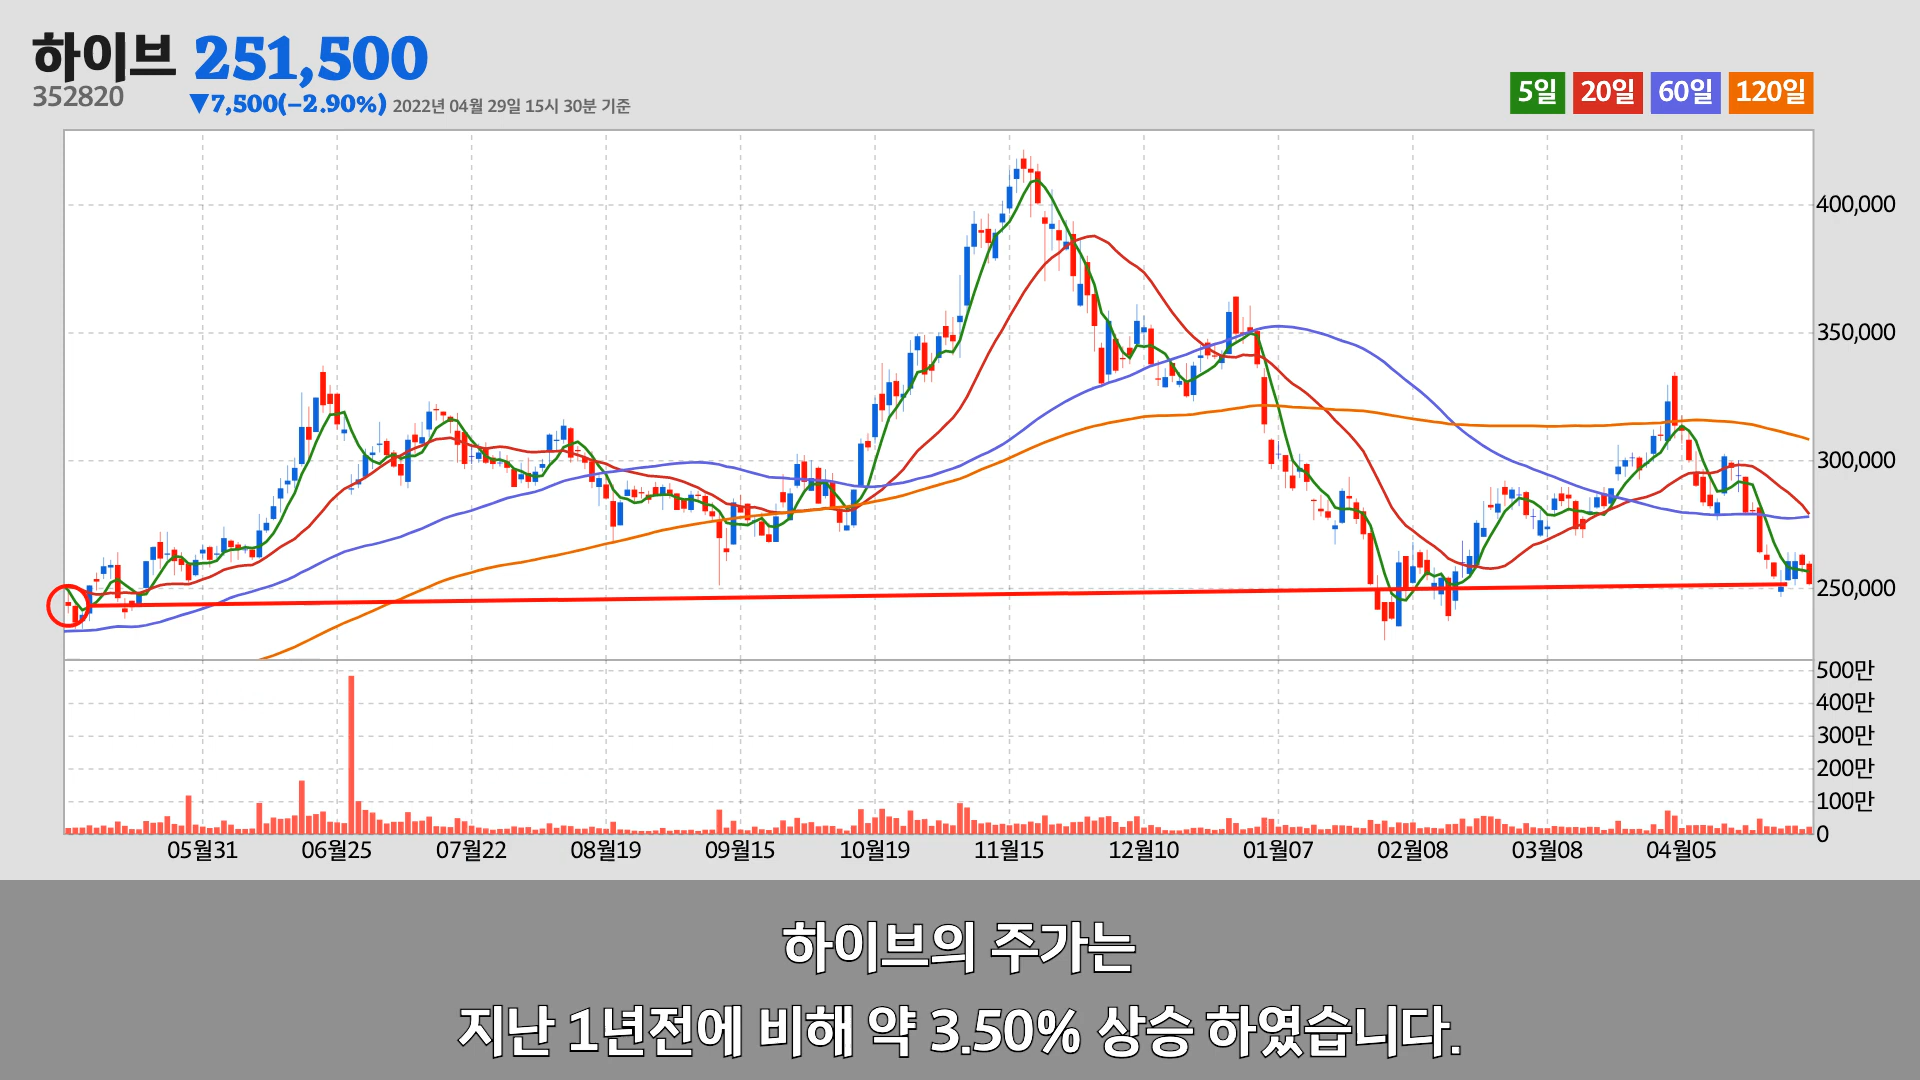 하이브 251,500
352820 ▼7,500(-2.90%) 2022년 04월 29일 15시 30분 기준
5일 20일 60일 120일
400,000
350,000
300,000
250,000
500만
400만
300만
200만
100만
0
05월31 06월25 07월22 08월19 09월15 10월19 11월15 12월10 01월07 02월08 03월08 04월05
하이브의 주가는
지난 1년전에 비해 약 3.50% 상승 하였습니다.